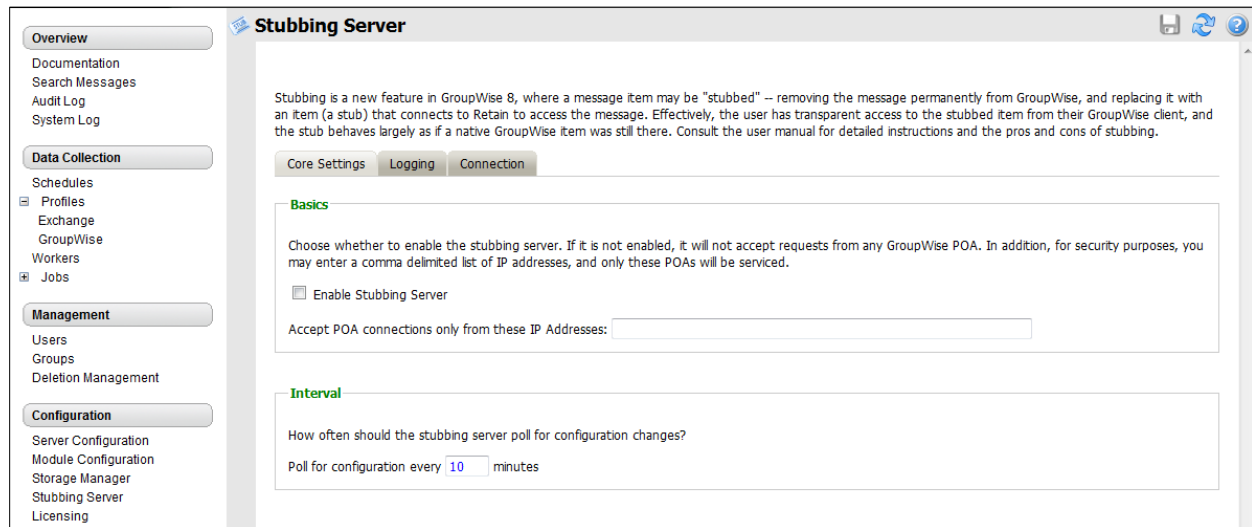 Overview
Documentation
Search Messages
Audit Log
System Log
Data Collection
Schedules
Profiles
Exchange
GroupWise
Workers
Jobs
Management
Users
Groups
Deletion Management
Configuration
Server Configuration
Module Configuration
Storage Manager
Stubbing Server
Licensing
Stubbing Server
Stubbing is a new feature in GroupWise 8, where a message item may be "stubbed" -- removing the message permanently from GroupWise, and replacing it with
an item (a stub) that connects to Retain to access the message. Effectively, the user has transparent access to the stubbed item from their GroupWise client, and
the stub behaves largely as if a native GroupWise item was still there. Consult the user manual for detailed instructions and the pros and cons of stubbing.
Core Settings Logging Connection
Basics
Choose whether to enable the stubbing server. If it is not enabled, it will not accept requests from any GroupWise POA. In addition, for security purposes, you
may enter a comma delimited list of IP addresses, and only these POAs will be serviced.
Enable Stubbing Server
Accept POA connections only from these IP Addresses:
Interval
How often should the stubbing server poll for configuration changes?
Poll for configuration every 10 minutes